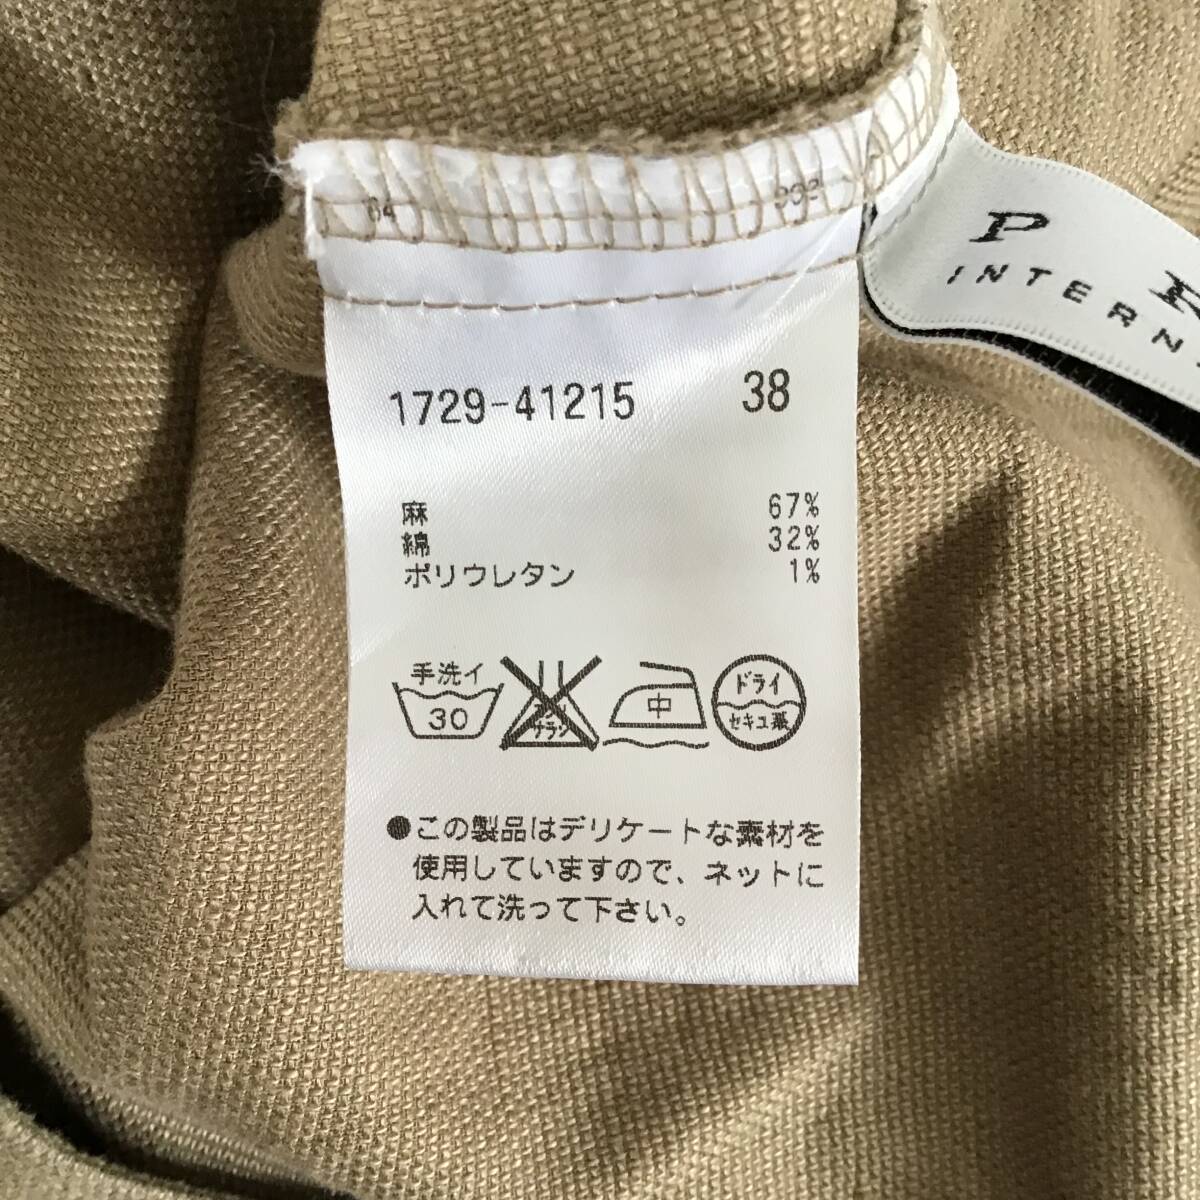 P
INTERN
1729-41215 38
麻 67%
綿 32%
ポリウレタン 1%
手洗イ
30
サラシ
中
ドライ
セキユ系
●この製品はデリケートな素材を
使用していますので、ネットに
入れて洗って下さい。